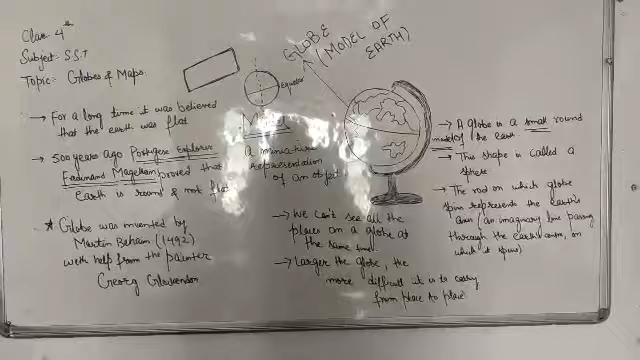 Class 4th
Subject: S.S.T
Topic: Globes & Maps.
→ For a long time it was believed
that the earth was flat
→ 500 years ago Portugese Explorer
Ferdinand Magellan proved that
earth is round & not flat
* Globe was invented by
Martin Behaim (1492)
with help from the painter
Georg
Equator
GLOBE
(MODEL OF
EARTH)
Model
a miniature
representation
of an object
→ We can't see all the
places on a globe at
the same time
→ Larger the globe, the
more difficult it is to carry
from place to place
→ A globe is a small round
model of the earth
→ This shape is called a
sphere
→ The rod on which globe
spin represents the earth's
axis (an imaginary line passing
through the earth's centre, on
which it spins)